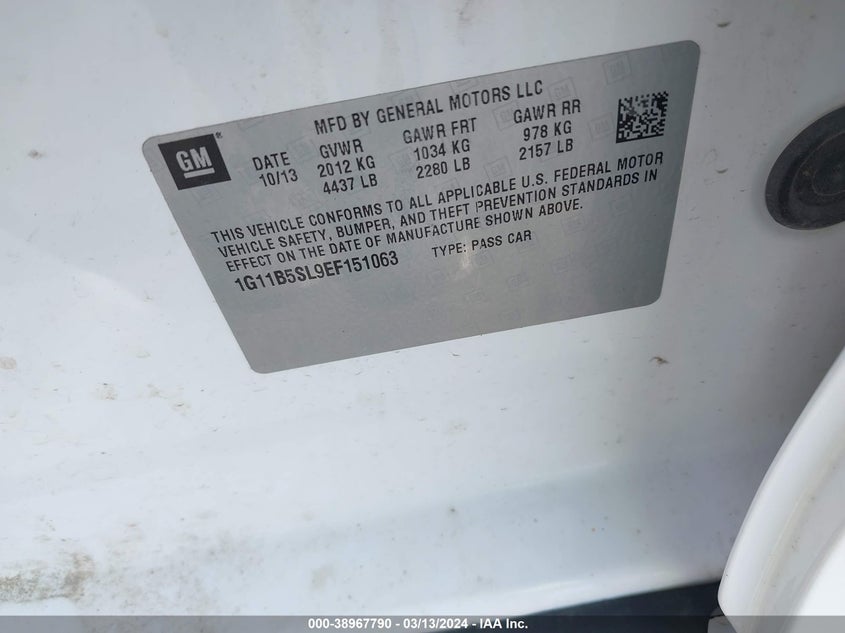 MFD BY GENERAL MOTORS LLC
GM ®
DATE GVWR GAWR FRT GAWR RR
10/13 2012 KG 1034 KG 978 KG
4437 LB 2280 LB 2157 LB
THIS VEHICLE CONFORMS TO ALL APPLICABLE U.S. FEDERAL MOTOR
VEHICLE SAFETY, BUMPER, AND THEFT PREVENTION STANDARDS IN
EFFECT ON THE DATE OF MANUFACTURE SHOWN ABOVE.
1G11B5SL9EF151063 TYPE: PASS CAR
000-38967790 — 03/13/2024 — IAA Inc.